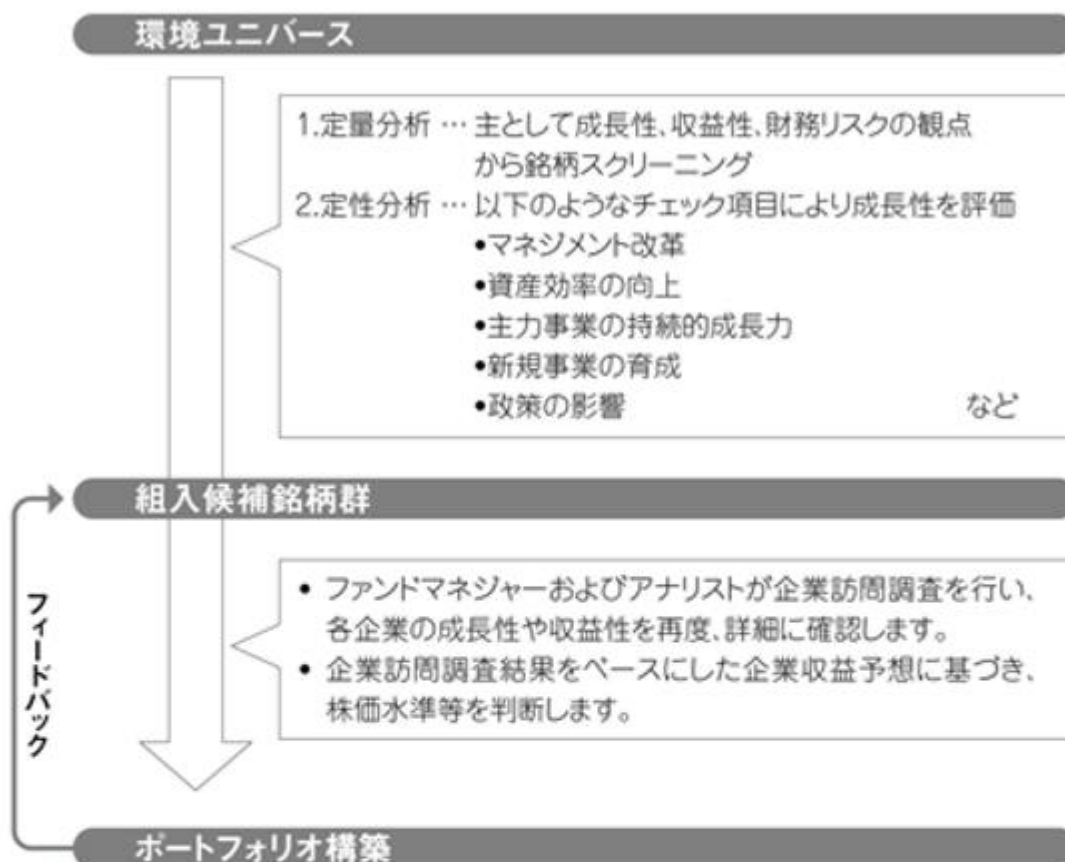 環境ユニバース
1.定量分析 … 主として成長性、収益性、財務リスクの観点
から銘柄スクリーニング
2.定性分析 … 以下のようなチェック項目により成長性を評価
•マネジメント改革
•資産効率の向上
•主力事業の持続的成長力
•新規事業の育成
•政策の影響 など
組入候補銘柄群
• ファンドマネジャーおよびアナリストが企業訪問調査を行い、
各企業の成長性や収益性を再度、詳細に確認します。
• 企業訪問調査結果をベースにした企業収益予想に基づき、
株価水準等を判断します。
フィードバック
ポートフォリオ構築